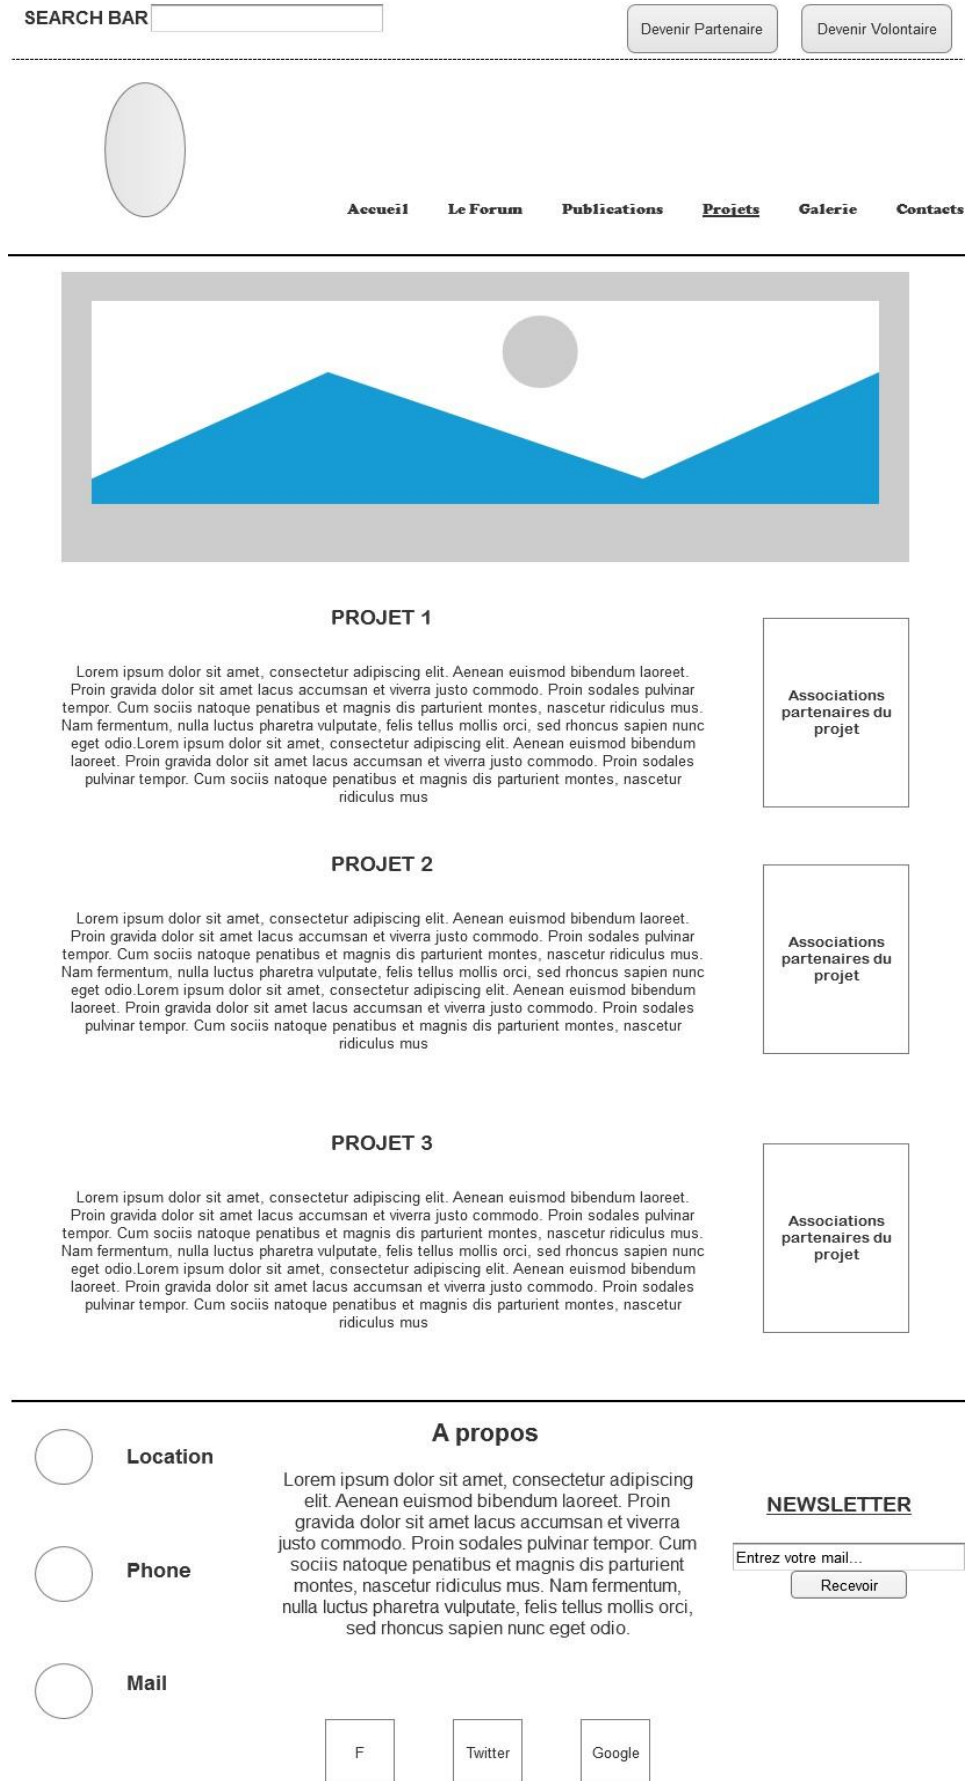 SEARCH BAR
Devenir Partenaire
Devenir Volontaire
Accueil Le Forum Publications Projets Galerie Contacts
PROJET 1
Lorem ipsum dolor sit amet, consectetur adipiscing elit. Aenean euismod bibendum laoreet.
Proin gravida dolor sit amet lacus accumsan et viverra justo commodo. Proin sodales pulvinar
tempor. Cum sociis natoque penatibus et magnis dis parturient montes, nascetur ridiculus mus.
Nam fermentum, nulla luctus pharetra vulputate, felis tellus mollis orci, sed rhoncus sapien nunc
eget odio.Lorem ipsum dolor sit amet, consectetur adipiscing elit. Aenean euismod bibendum
laoreet. Proin gravida dolor sit amet lacus accumsan et viverra justo commodo. Proin sodales
pulvinar tempor. Cum sociis natoque penatibus et magnis dis parturient montes, nascetur
ridiculus mus
Associations
partenaires du
projet
PROJET 2
Lorem ipsum dolor sit amet, consectetur adipiscing elit. Aenean euismod bibendum laoreet.
Proin gravida dolor sit amet lacus accumsan et viverra justo commodo. Proin sodales pulvinar
tempor. Cum sociis natoque penatibus et magnis dis parturient montes, nascetur ridiculus mus.
Nam fermentum, nulla luctus pharetra vulputate, felis tellus mollis orci, sed rhoncus sapien nunc
eget odio.Lorem ipsum dolor sit amet, consectetur adipiscing elit. Aenean euismod bibendum
laoreet. Proin gravida dolor sit amet lacus accumsan et viverra justo commodo. Proin sodales
pulvinar tempor. Cum sociis natoque penatibus et magnis dis parturient montes, nascetur
ridiculus mus
Associations
partenaires du
projet
PROJET 3
Lorem ipsum dolor sit amet, consectetur adipiscing elit. Aenean euismod bibendum laoreet.
Proin gravida dolor sit amet lacus accumsan et viverra justo commodo. Proin sodales pulvinar
tempor. Cum sociis natoque penatibus et magnis dis parturient montes, nascetur ridiculus mus.
Nam fermentum, nulla luctus pharetra vulputate, felis tellus mollis orci, sed rhoncus sapien nunc
eget odio.Lorem ipsum dolor sit amet, consectetur adipiscing elit. Aenean euismod bibendum
laoreet. Proin gravida dolor sit amet lacus accumsan et viverra justo commodo. Proin sodales
pulvinar tempor. Cum sociis natoque penatibus et magnis dis parturient montes, nascetur
ridiculus mus
Associations
partenaires du
projet
Location
Phone
Mail
A propos
Lorem ipsum dolor sit amet, consectetur adipiscing
elit. Aenean euismod bibendum laoreet. Proin
gravida dolor sit amet lacus accumsan et viverra
justo commodo. Proin sodales pulvinar tempor. Cum
sociis natoque penatibus et magnis dis parturient
montes, nascetur ridiculus mus. Nam fermentum,
nulla luctus pharetra vulputate, felis tellus mollis orci,
sed rhoncus sapien nunc eget odio.
F
Twitter
Google
NEWSLETTER
Entrez votre mail...
Recevoir